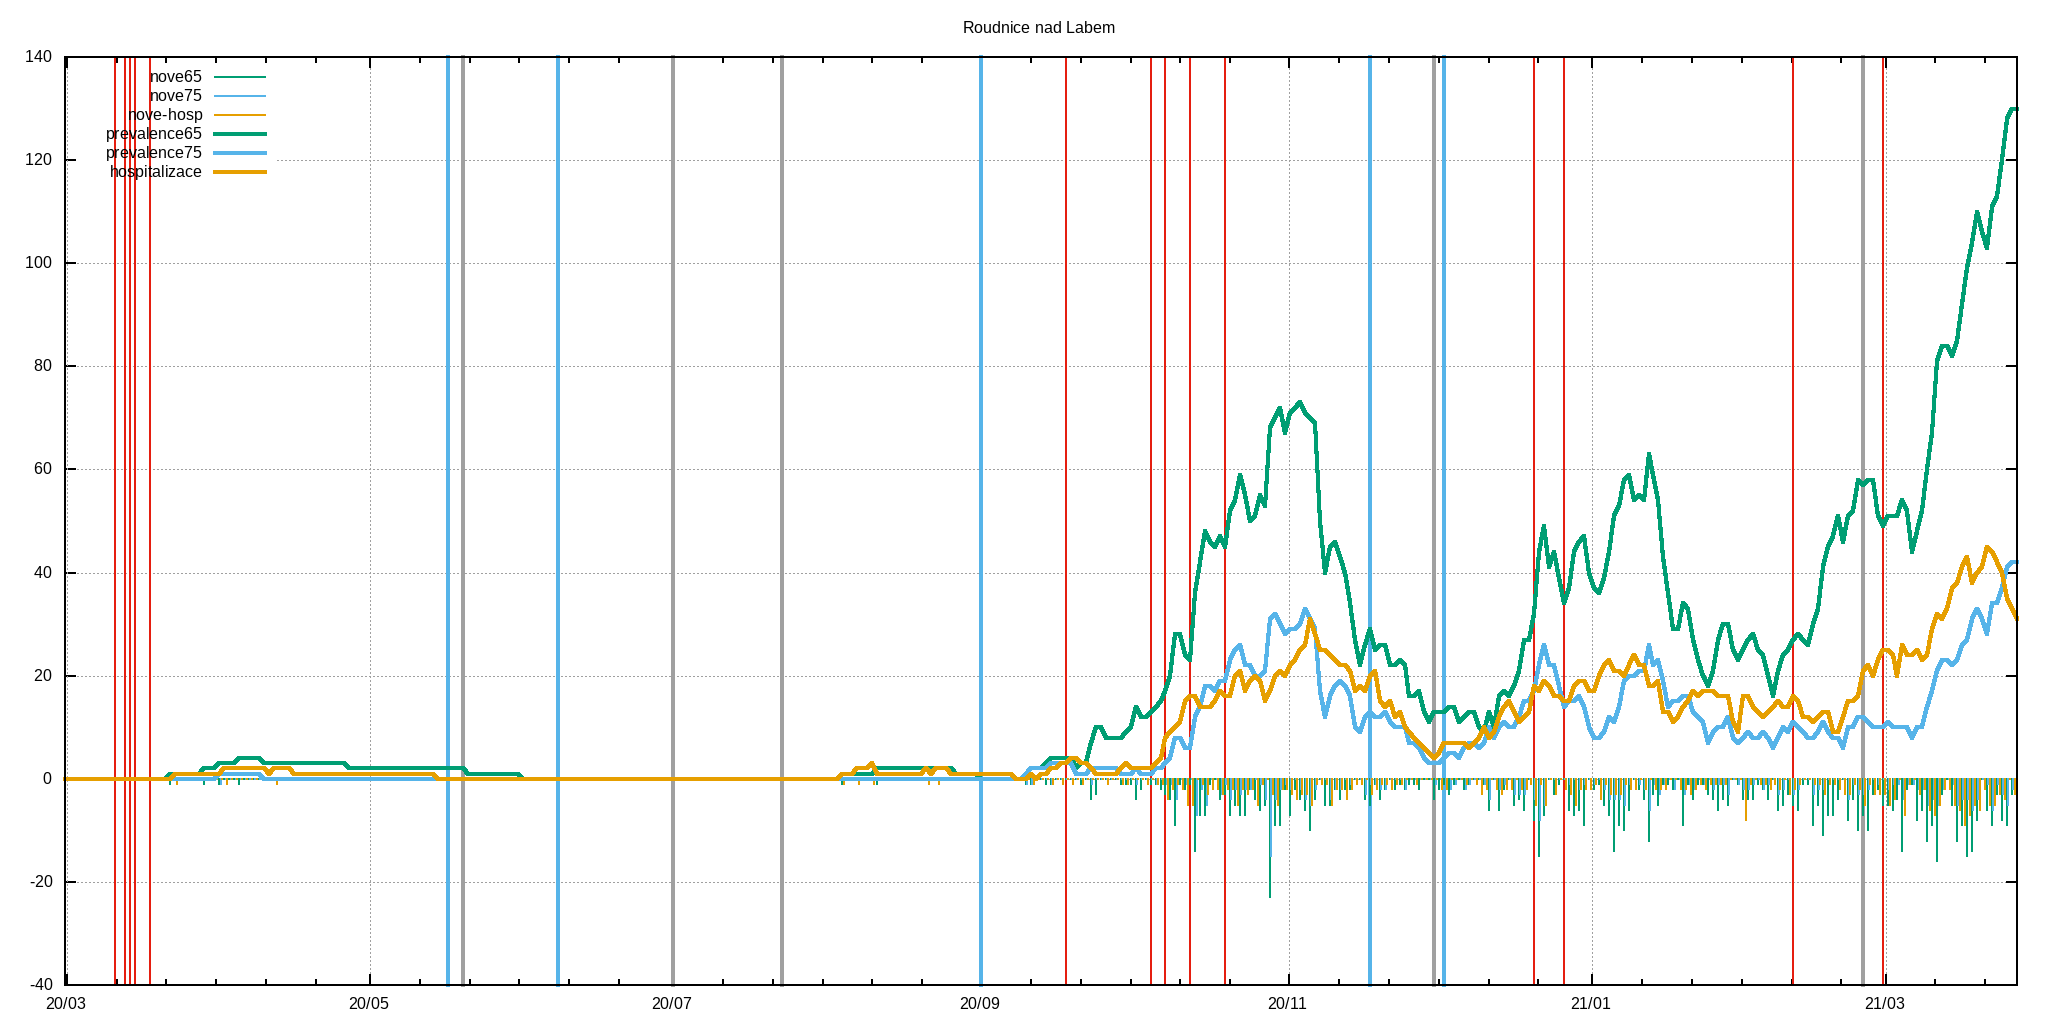 Roudnice nad Labem
140
120
100
80
60
40
20
0
-20
-40
nove65
nove75
nove-hosp
prevalence65
prevalence75
hospitalizace
20/03 20/05 20/07 20/09 20/11 21/01 21/03